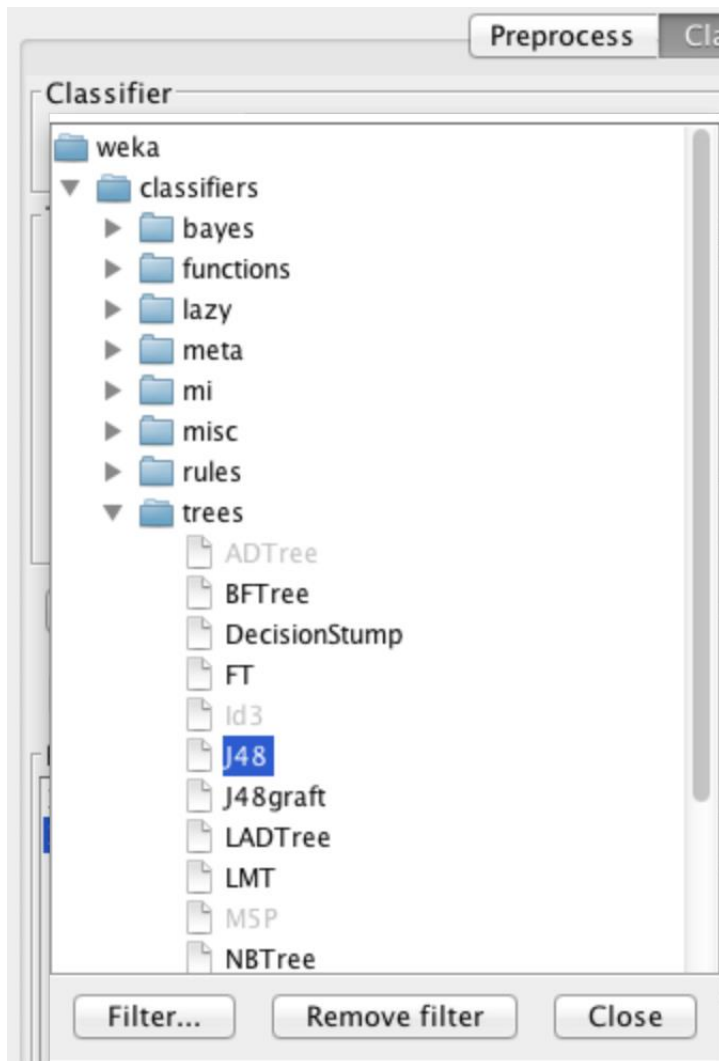 Preprocess
Classifier
weka
classifiers
bayes
functions
lazy
meta
mi
misc
rules
trees
ADTree
BFTree
DecisionStump
FT
Id3
J48
J48graft
LADTree
LMT
M5P
NBTree
Filter... Remove filter Close